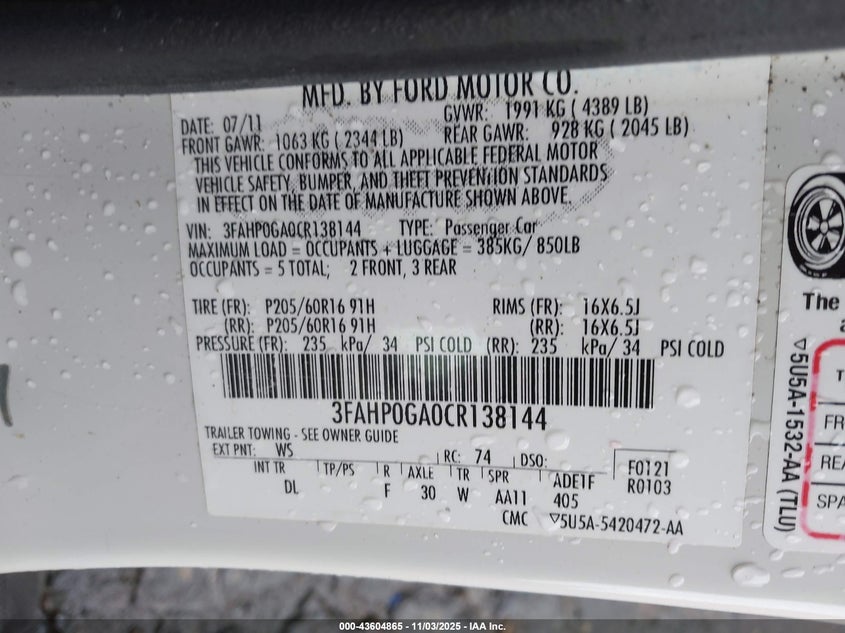 MFD. BY FORD MOTOR CO.
DATE: 07/11 GVWR: 1991 KG ( 4389 LB)
FRONT GAWR: 1063 KG ( 2344 LB) REAR GAWR: 928 KG ( 2045 LB)
THIS VEHICLE CONFORMS TO ALL APPLICABLE FEDERAL MOTOR
VEHICLE SAFETY, BUMPER, AND THEFT PREVENTION STANDARDS
IN EFFECT ON THE DATE OF MANUFACTURE SHOWN ABOVE.
VIN: 3FAHP0GA0CR138144 TYPE: Passenger Car
MAXIMUM LOAD = OCCUPANTS + LUGGAGE = 385KG/ 850LB
OCCUPANTS = 5 TOTAL; 2 FRONT, 3 REAR
TIRE (FR): P205/60R16 91H RIMS (FR): 16X6.5J
(RR): P205/60R16 91H (RR): 16X6.5J
PRESSURE (FR): 235 kPa/ 34 PSI COLD (RR): 235 kPa/ 34 PSI COLD
3FAHP0GA0CR138144
TRAILER TOWING - SEE OWNER GUIDE
EXT PNT: WS RC: 74 DSO:
INT TR TP/PS R AXLE TR SPR ADE1F F0121
DL F 30 W AA11 405 R0103
CMC ▽5U5A-5420472-AA
The
▽5U5A-1532-AA (TLU)
FR
REA
SPA
000-43604865 - 11/03/2025 - IAA Inc.